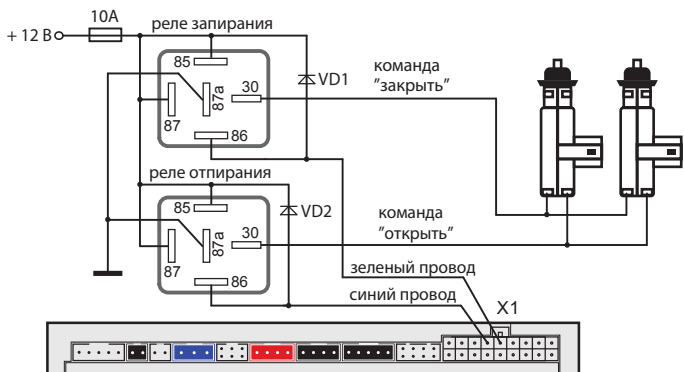 10А
+ 12 В
реле запирания
85
30
87а
87
86
VD1
команда
"закрыть"
реле отпирания
85
30
87а
87
86
VD2
команда
"открыть"
зеленый провод
синий провод
X1